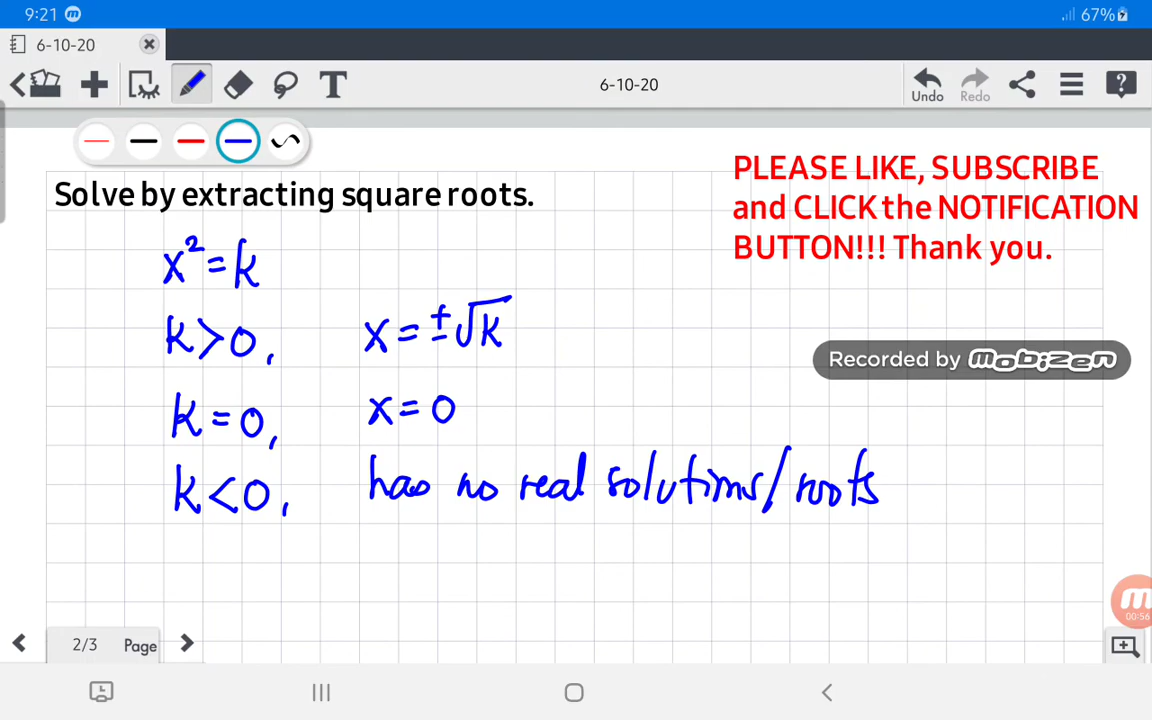 9:21
67%
6-10-20
T
6-10-20
Undo
Redo
Solve by extracting square roots.
PLEASE LIKE, SUBSCRIBE
and CLICK the NOTIFICATION
BUTTON!!! Thank you.
x² = k
k > 0, x = ±√k
Recorded by mobizen
k = 0, x = 0
k < 0, has no real solutions/roots
00:56
2/3 Page